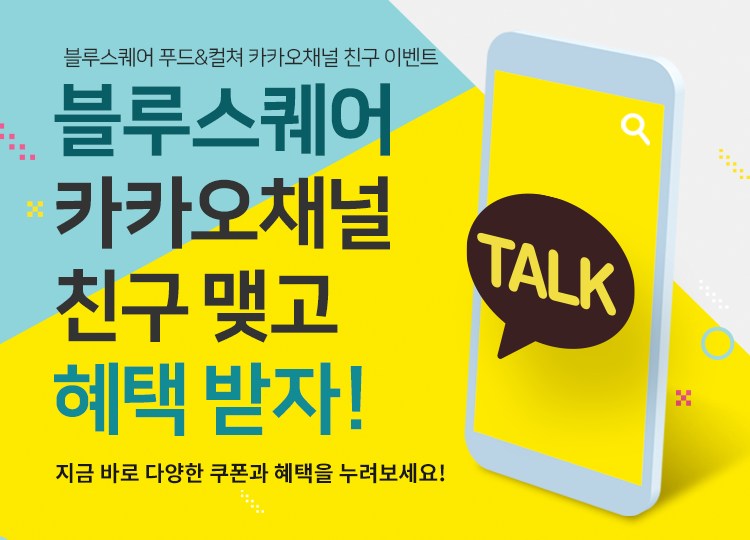 블루스퀘어 푸드&컬쳐 카카오채널 친구 이벤트
블루스퀘어
카카오채널
친구 맺고
혜택 받자!
지금 바로 다양한 쿠폰과 혜택을 누려보세요!
TALK